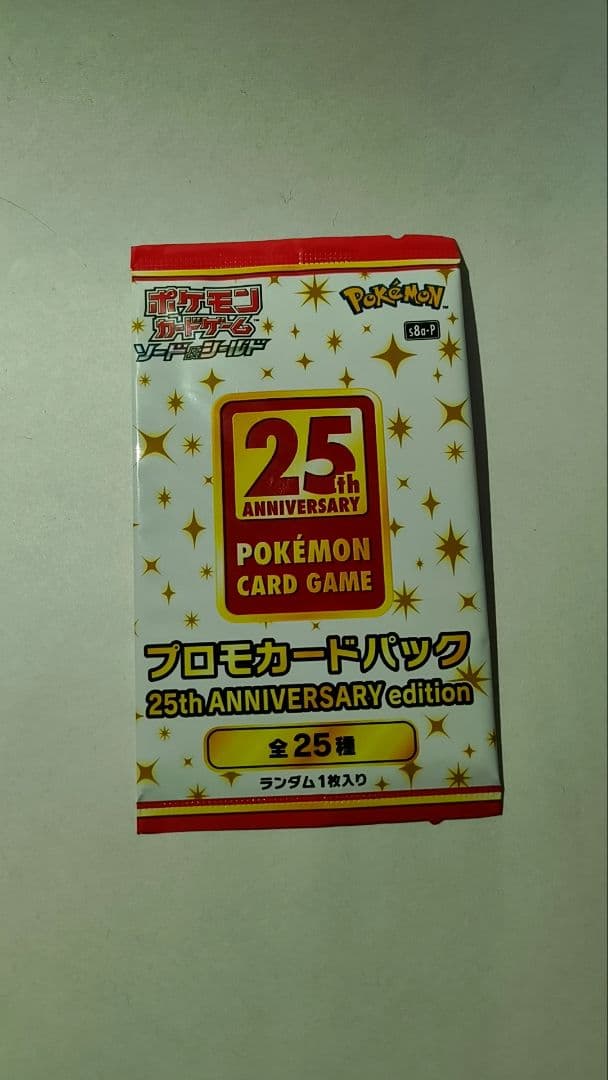 ポケモン
カードゲーム
ソード&シールド
POKéMON
s8a-P
25th
ANNIVERSARY
POKÉMON
CARD GAME
プロモカードパック
25th ANNIVERSARY edition
全25種
ランダム1枚入り